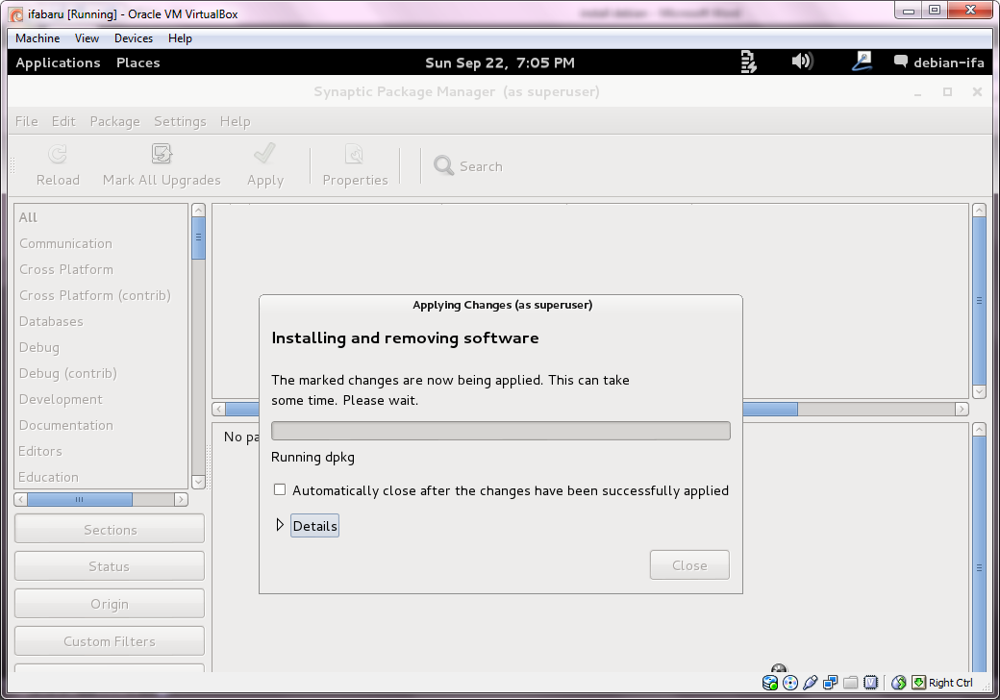 ifabaru [Running] - Oracle VM VirtualBox
install debian - Microsoft Word
Machine View Devices Help
Applications Places Sun Sep 22, 7:05 PM debian-ifa
Synaptic Package Manager (as superuser)
File Edit Package Settings Help
Reload Mark All Upgrades Apply Properties Search
All
Communication
Cross Platform
Cross Platform (contrib)
Databases
Debug
Debug (contrib)
Development
Documentation
Editors
Education
Sections
Status
Origin
Custom Filters
No pa
Applying Changes (as superuser)
Installing and removing software
The marked changes are now being applied. This can take
some time. Please wait.
Running dpkg
Automatically close after the changes have been successfully applied
Details
Close
Right Ctrl